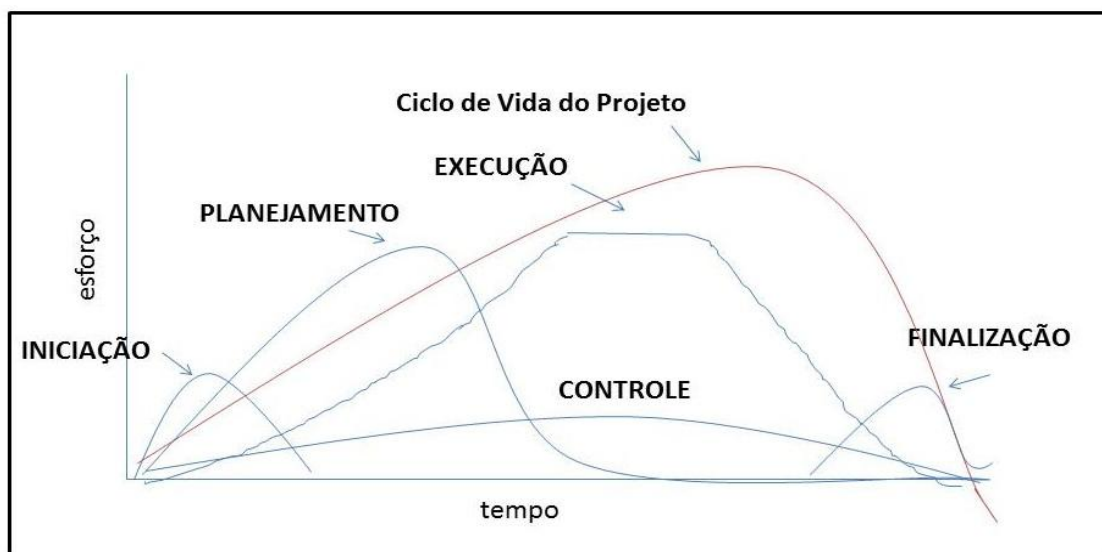 Ciclo de Vida do Projeto
EXECUÇÃO
PLANEJAMENTO
esforço
INICIAÇÃO
FINALIZAÇÃO
CONTROLE
tempo